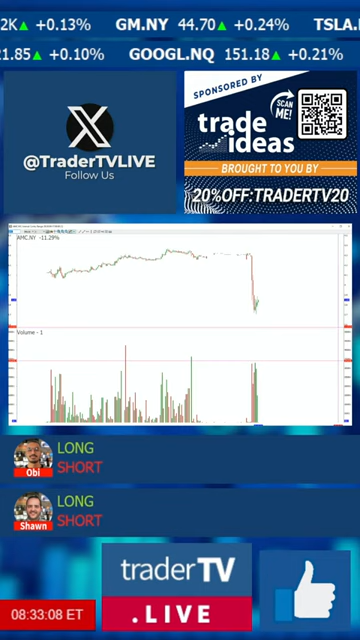 2K▲ +0.13% GM.NY 44.70▲ +0.24% TSLA.
1.85▲ +0.10% GOOGL.NQ 151.18▲ +0.21%
@TraderTVLIVE
Follow Us
SPONSORED BY
SCAN ME!
trade ideas
BROUGHT TO YOU BY
20%OFF:TRADERTV20
AMC.NY -11.29%
Volume - 1
LONG
SHORT
Obi
LONG
SHORT
Shawn
08:33:08 ET
traderTV
.LIVE